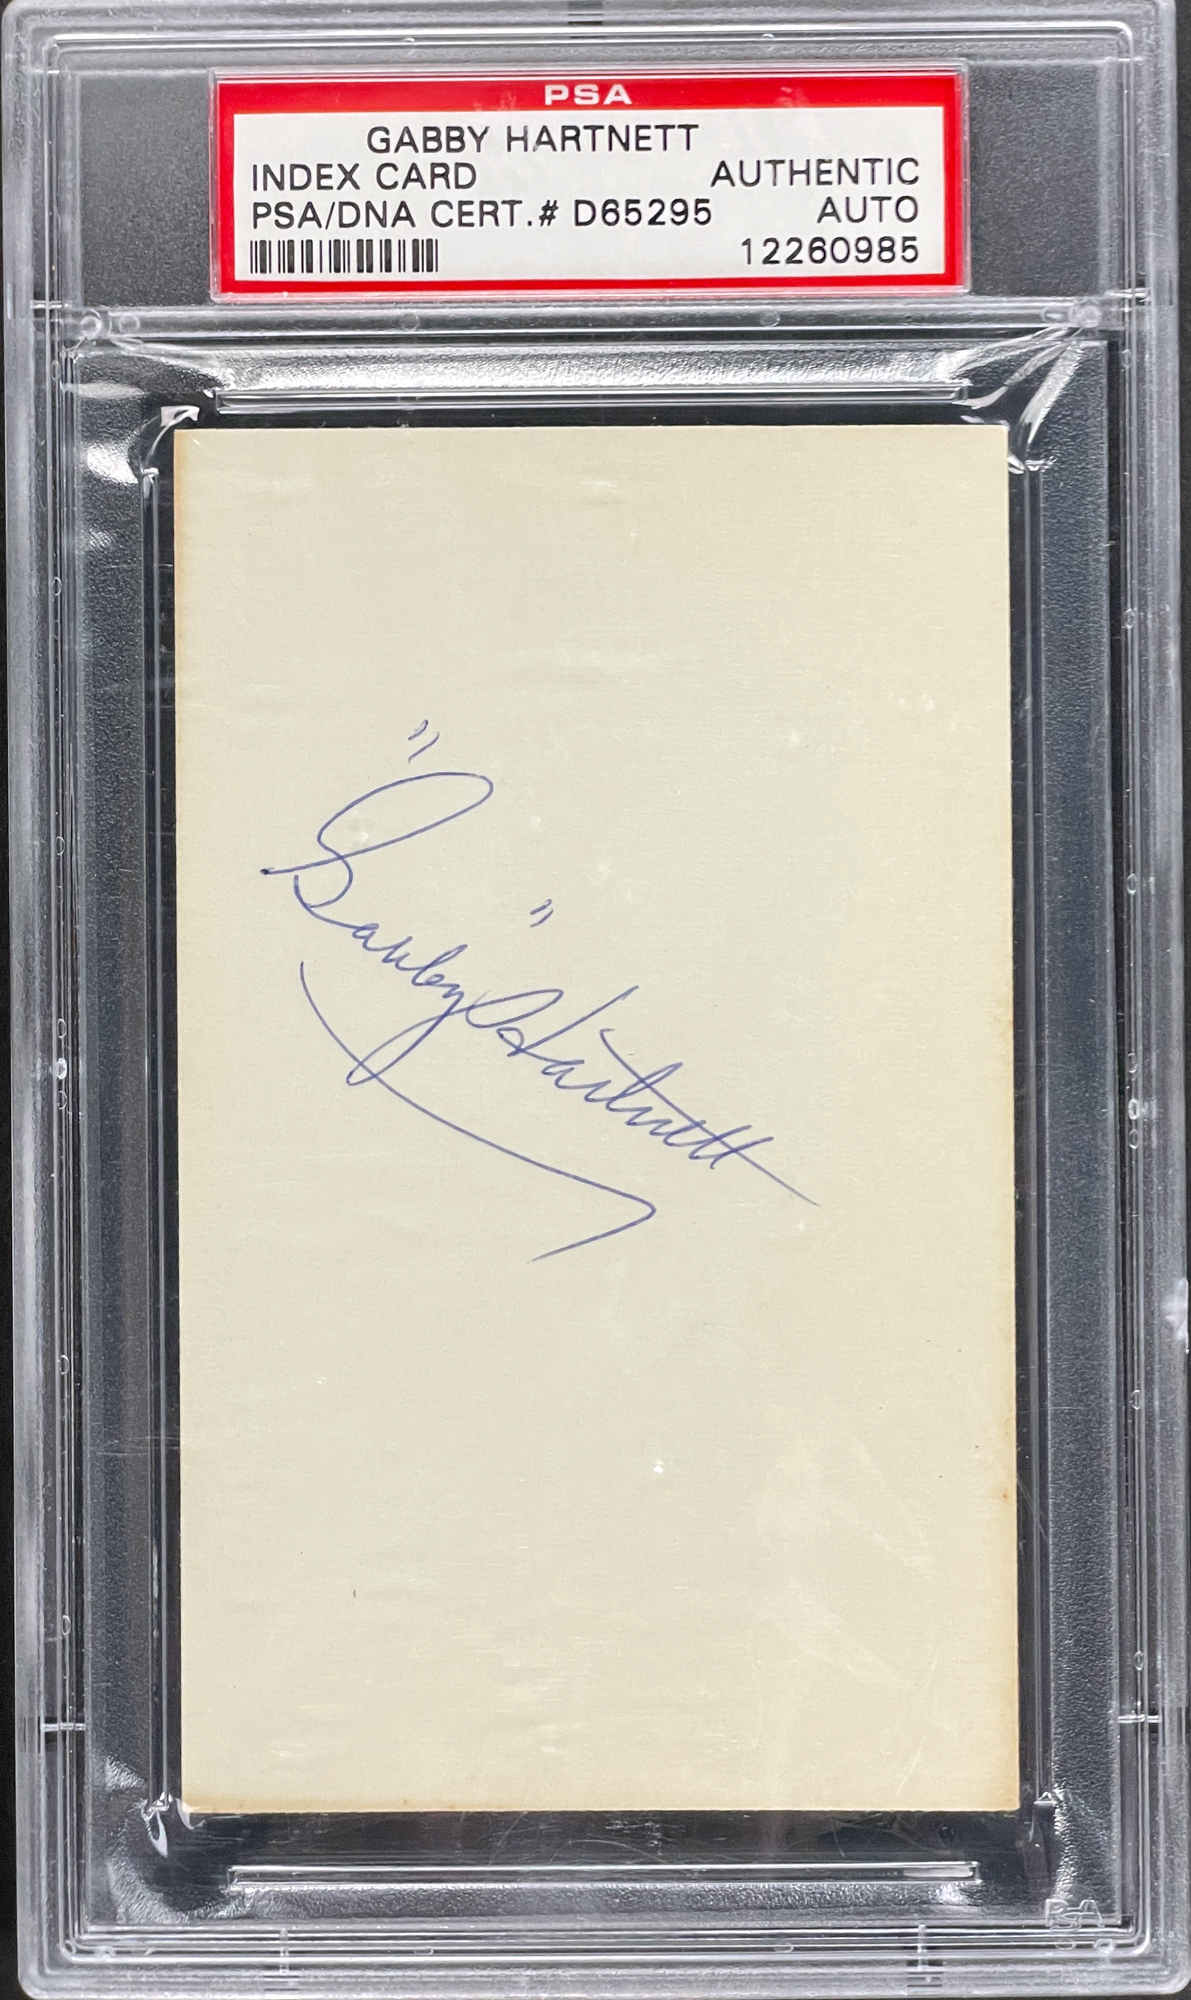 PSA
GABBY HARTNETT
INDEX CARD AUTHENTIC
PSA/DNA CERT.# D65295 AUTO
12260985
"Gabby" Hartnett
PSA